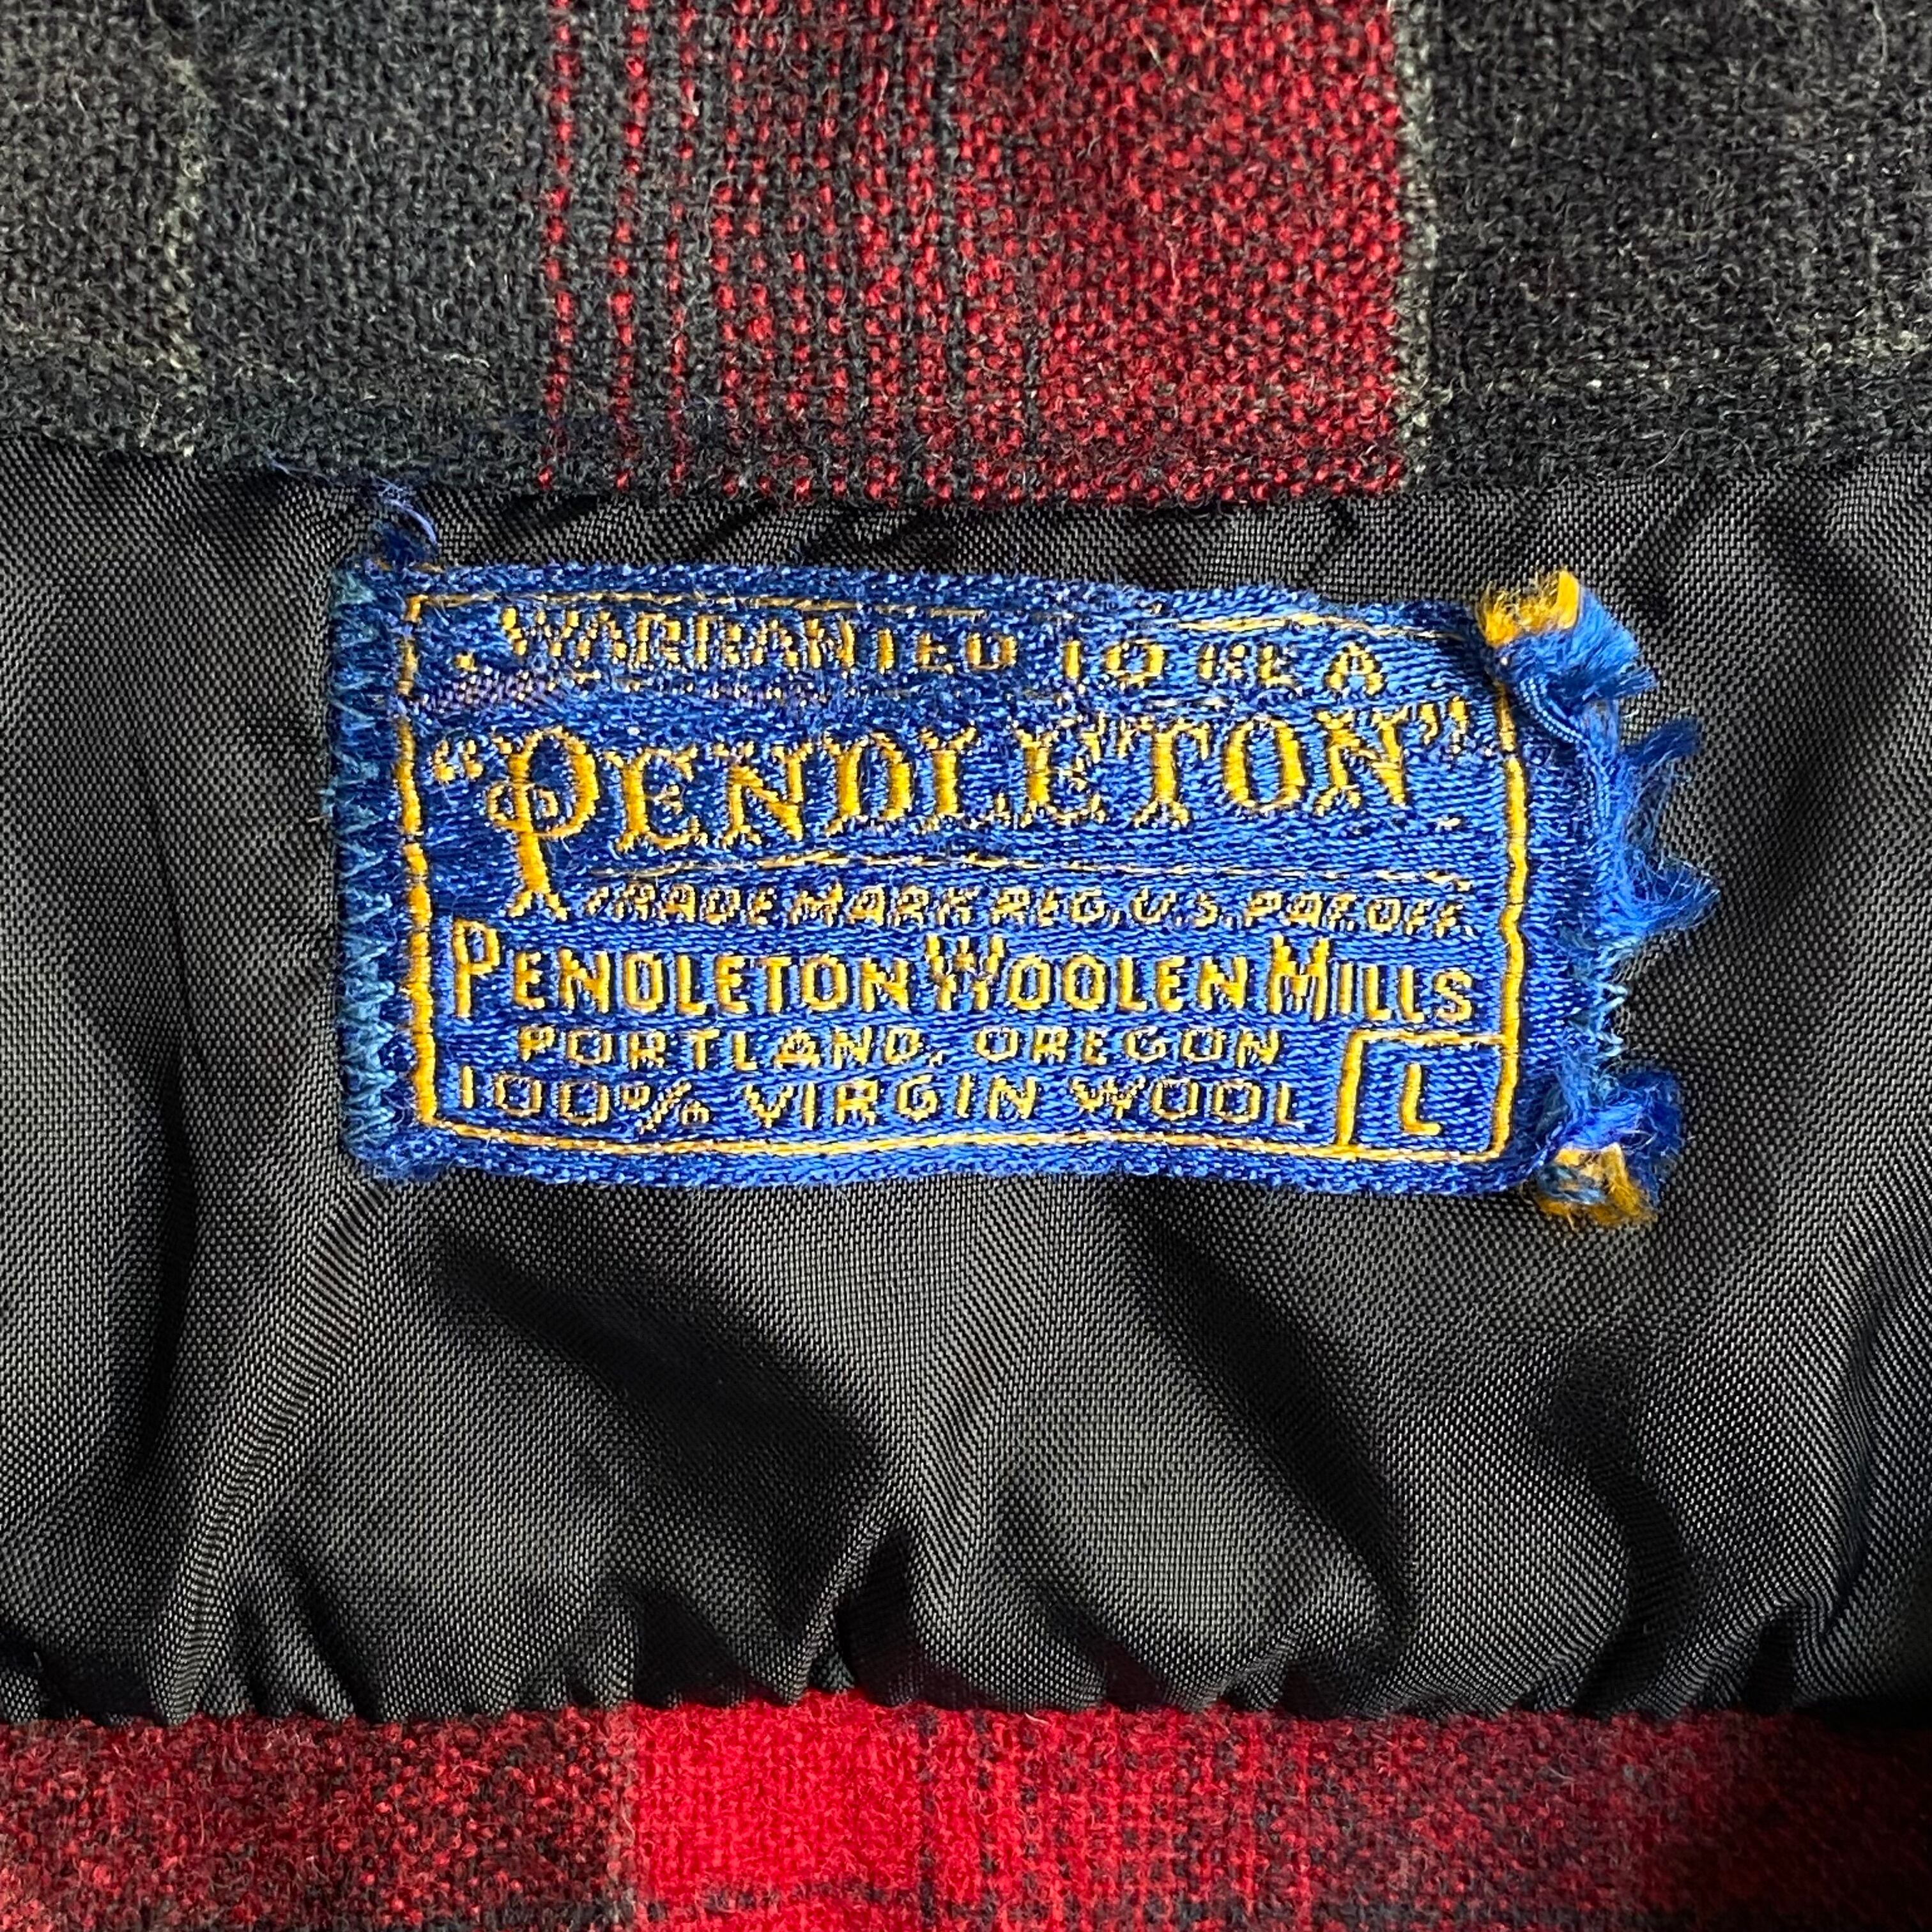 WARRANTED TO BE A
"PENDLETON"
TRADE MARK REG. U.S. PAT. OFF.
PENDLETON WOOLEN MILLS
PORTLAND, OREGON
100% VIRGIN WOOL
L